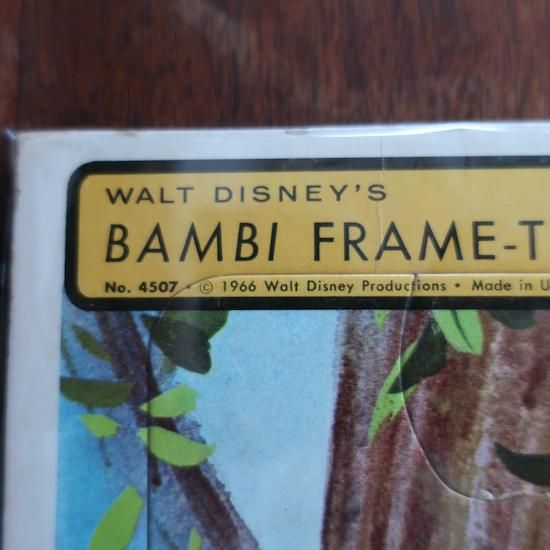 WALT DISNEY'S
BAMBI FRAME-T
No. 4507 • © 1966 Walt Disney Productions • Made in U